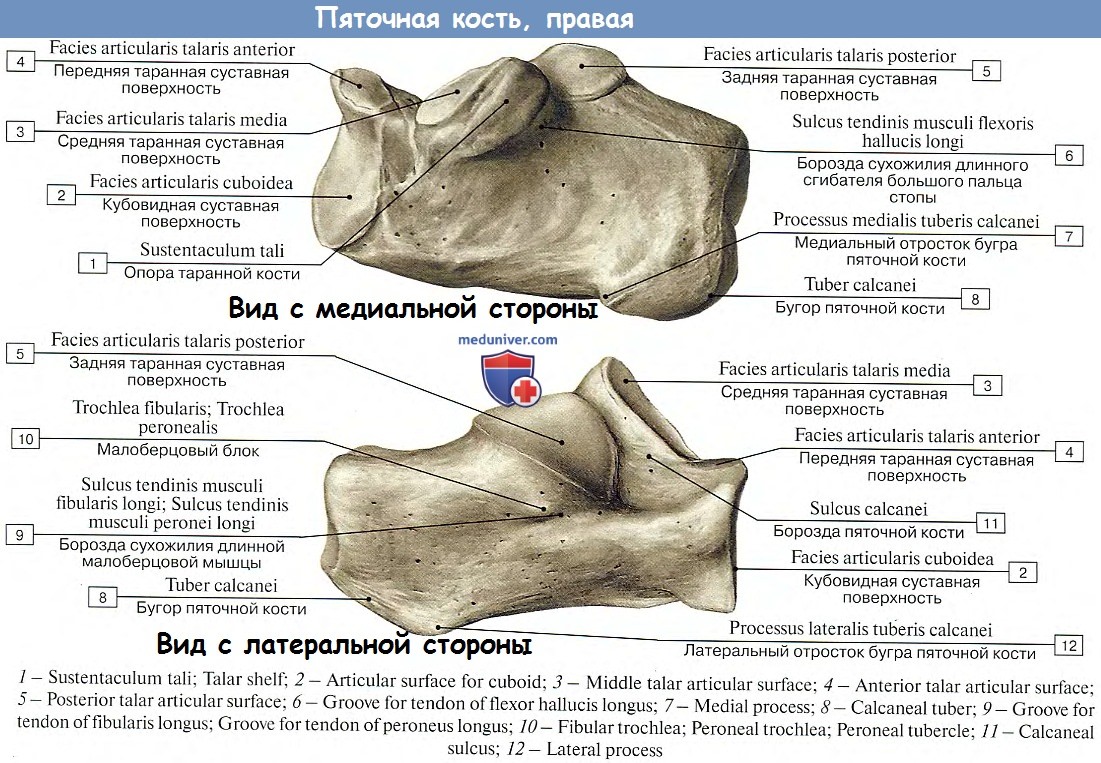 Пяточная кость, правая
4
Facies articularis talaris anterior
Передняя таранная суставная
поверхность
3
Facies articularis talaris media
Средняя таранная суставная
поверхность
2
Facies articularis cuboidea
Кубовидная суставная
поверхность
1
Sustentaculum tali
Опора таранной кости
Facies articularis talaris posterior
Задняя таранная суставная
поверхность
5
Sulcus tendinis musculi flexoris
hallucis longi
Борозда сухожилия длинного
сгибателя большого пальца
стопы
6
Processus medialis tuberis calcanei
Медиальный отросток бугра
пяточной кости
7
Tuber calcanei
Бугор пяточной кости
8
Вид с медиальной стороны
meduniver.com
5
Facies articularis talaris posterior
Задняя таранная суставная
поверхность
10
Trochlea fibularis; Trochlea
peronealis
Малоберцовый блок
9
Sulcus tendinis musculi
fibularis longi; Sulcus tendinis
musculi peronei longi
Борозда сухожилия длинной
малоберцовой мышцы
8
Tuber calcanei
Бугор пяточной кости
Facies articularis talaris media
Средняя таранная суставная
поверхность
3
Facies articularis talaris anterior
Передняя таранная суставная
поверхность
4
Sulcus calcanei
Борозда пяточной кости
11
Facies articularis cuboidea
Кубовидная суставная
поверхность
2
Processus lateralis tuberis calcanei
Латеральный отросток бугра пяточной кости
12
Вид с латеральной стороны
1 – Sustentaculum tali; Talar shelf; 2 – Articular surface for cuboid; 3 – Middle talar articular surface; 4 – Anterior talar articular surface;
5 – Posterior talar articular surface; 6 – Groove for tendon of flexor hallucis longus; 7 – Medial process; 8 – Calcaneal tuber; 9 – Groove for
tendon of fibularis longus; Groove for tendon of peroneus longus; 10 – Fibular trochlea; Peroneal trochlea; Peroneal tubercle; 11 – Calcaneal
sulcus; 12 – Lateral process